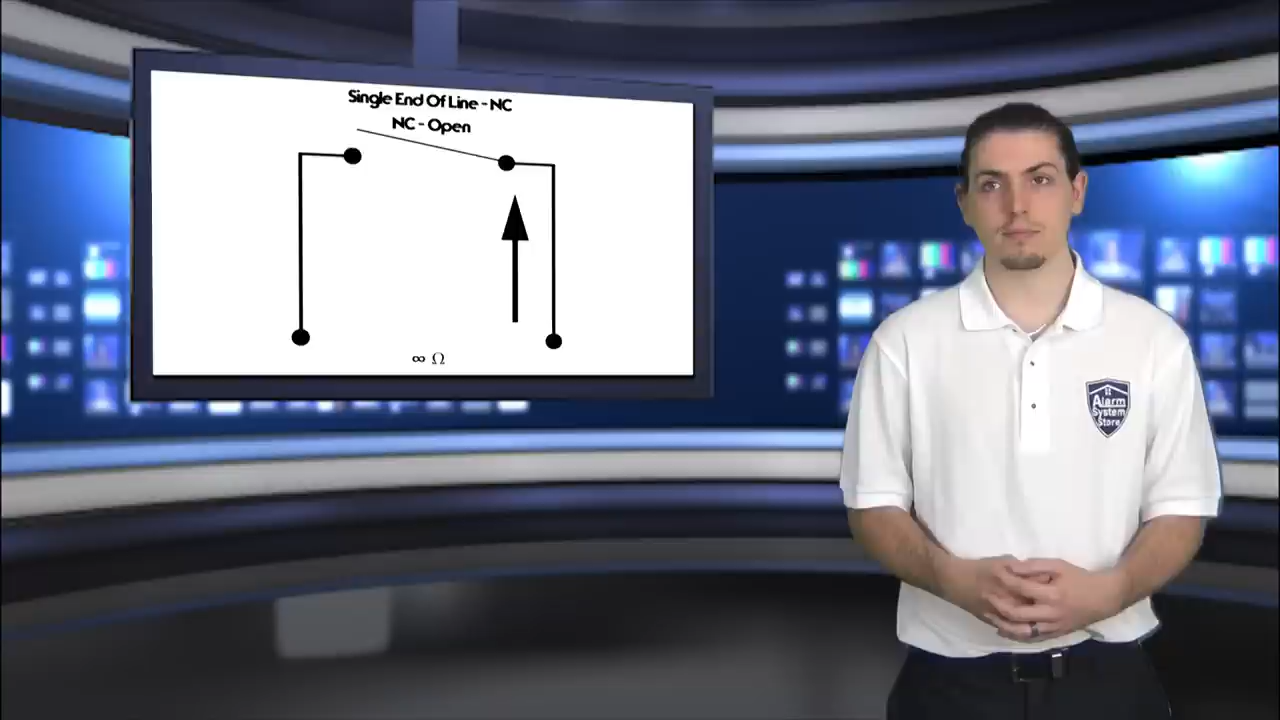 Single End Of Line - NC
NC - Open
∞ Ω
Alarm
System
Store